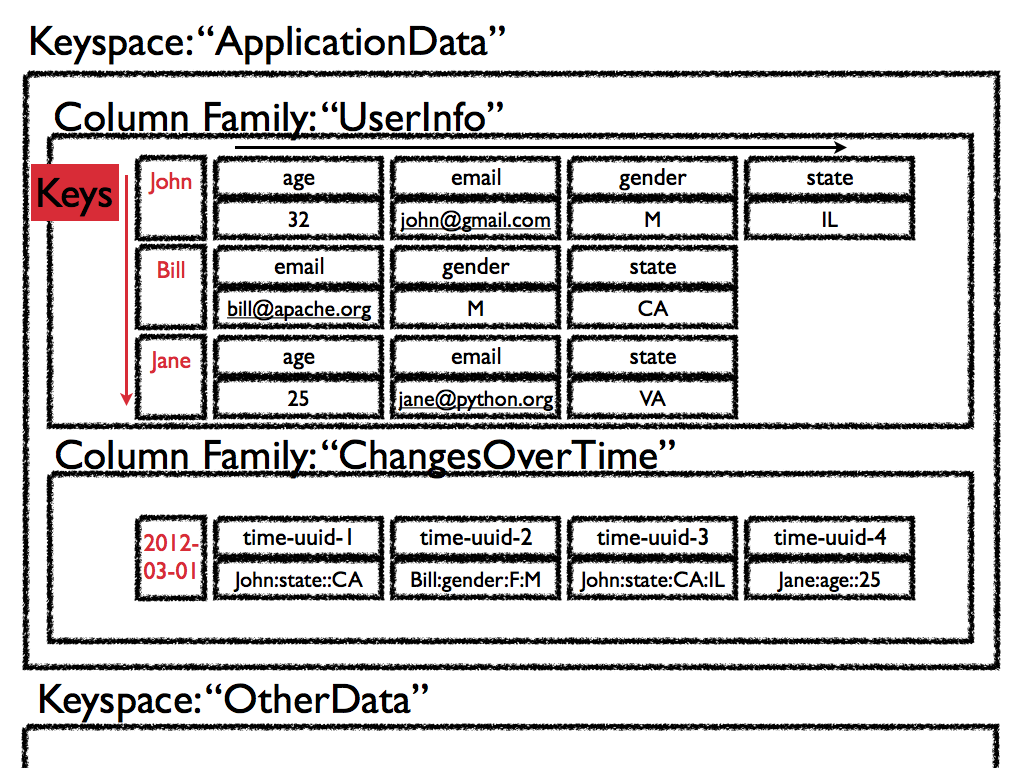 Keyspace: “ApplicationData”
Column Family: “UserInfo”
Keys
John
age
email
gender
state
32
john@gmail.com
M
IL
Bill
email
gender
state
bill@apache.org
M
CA
Jane
age
email
state
25
jane@python.org
VA
Column Family: “ChangesOverTime”
2012-
03-01
time-uuid-1
time-uuid-2
time-uuid-3
time-uuid-4
John:state::CA
Bill:gender:F:M
John:state:CA:IL
Jane:age::25
Keyspace: “OtherData”